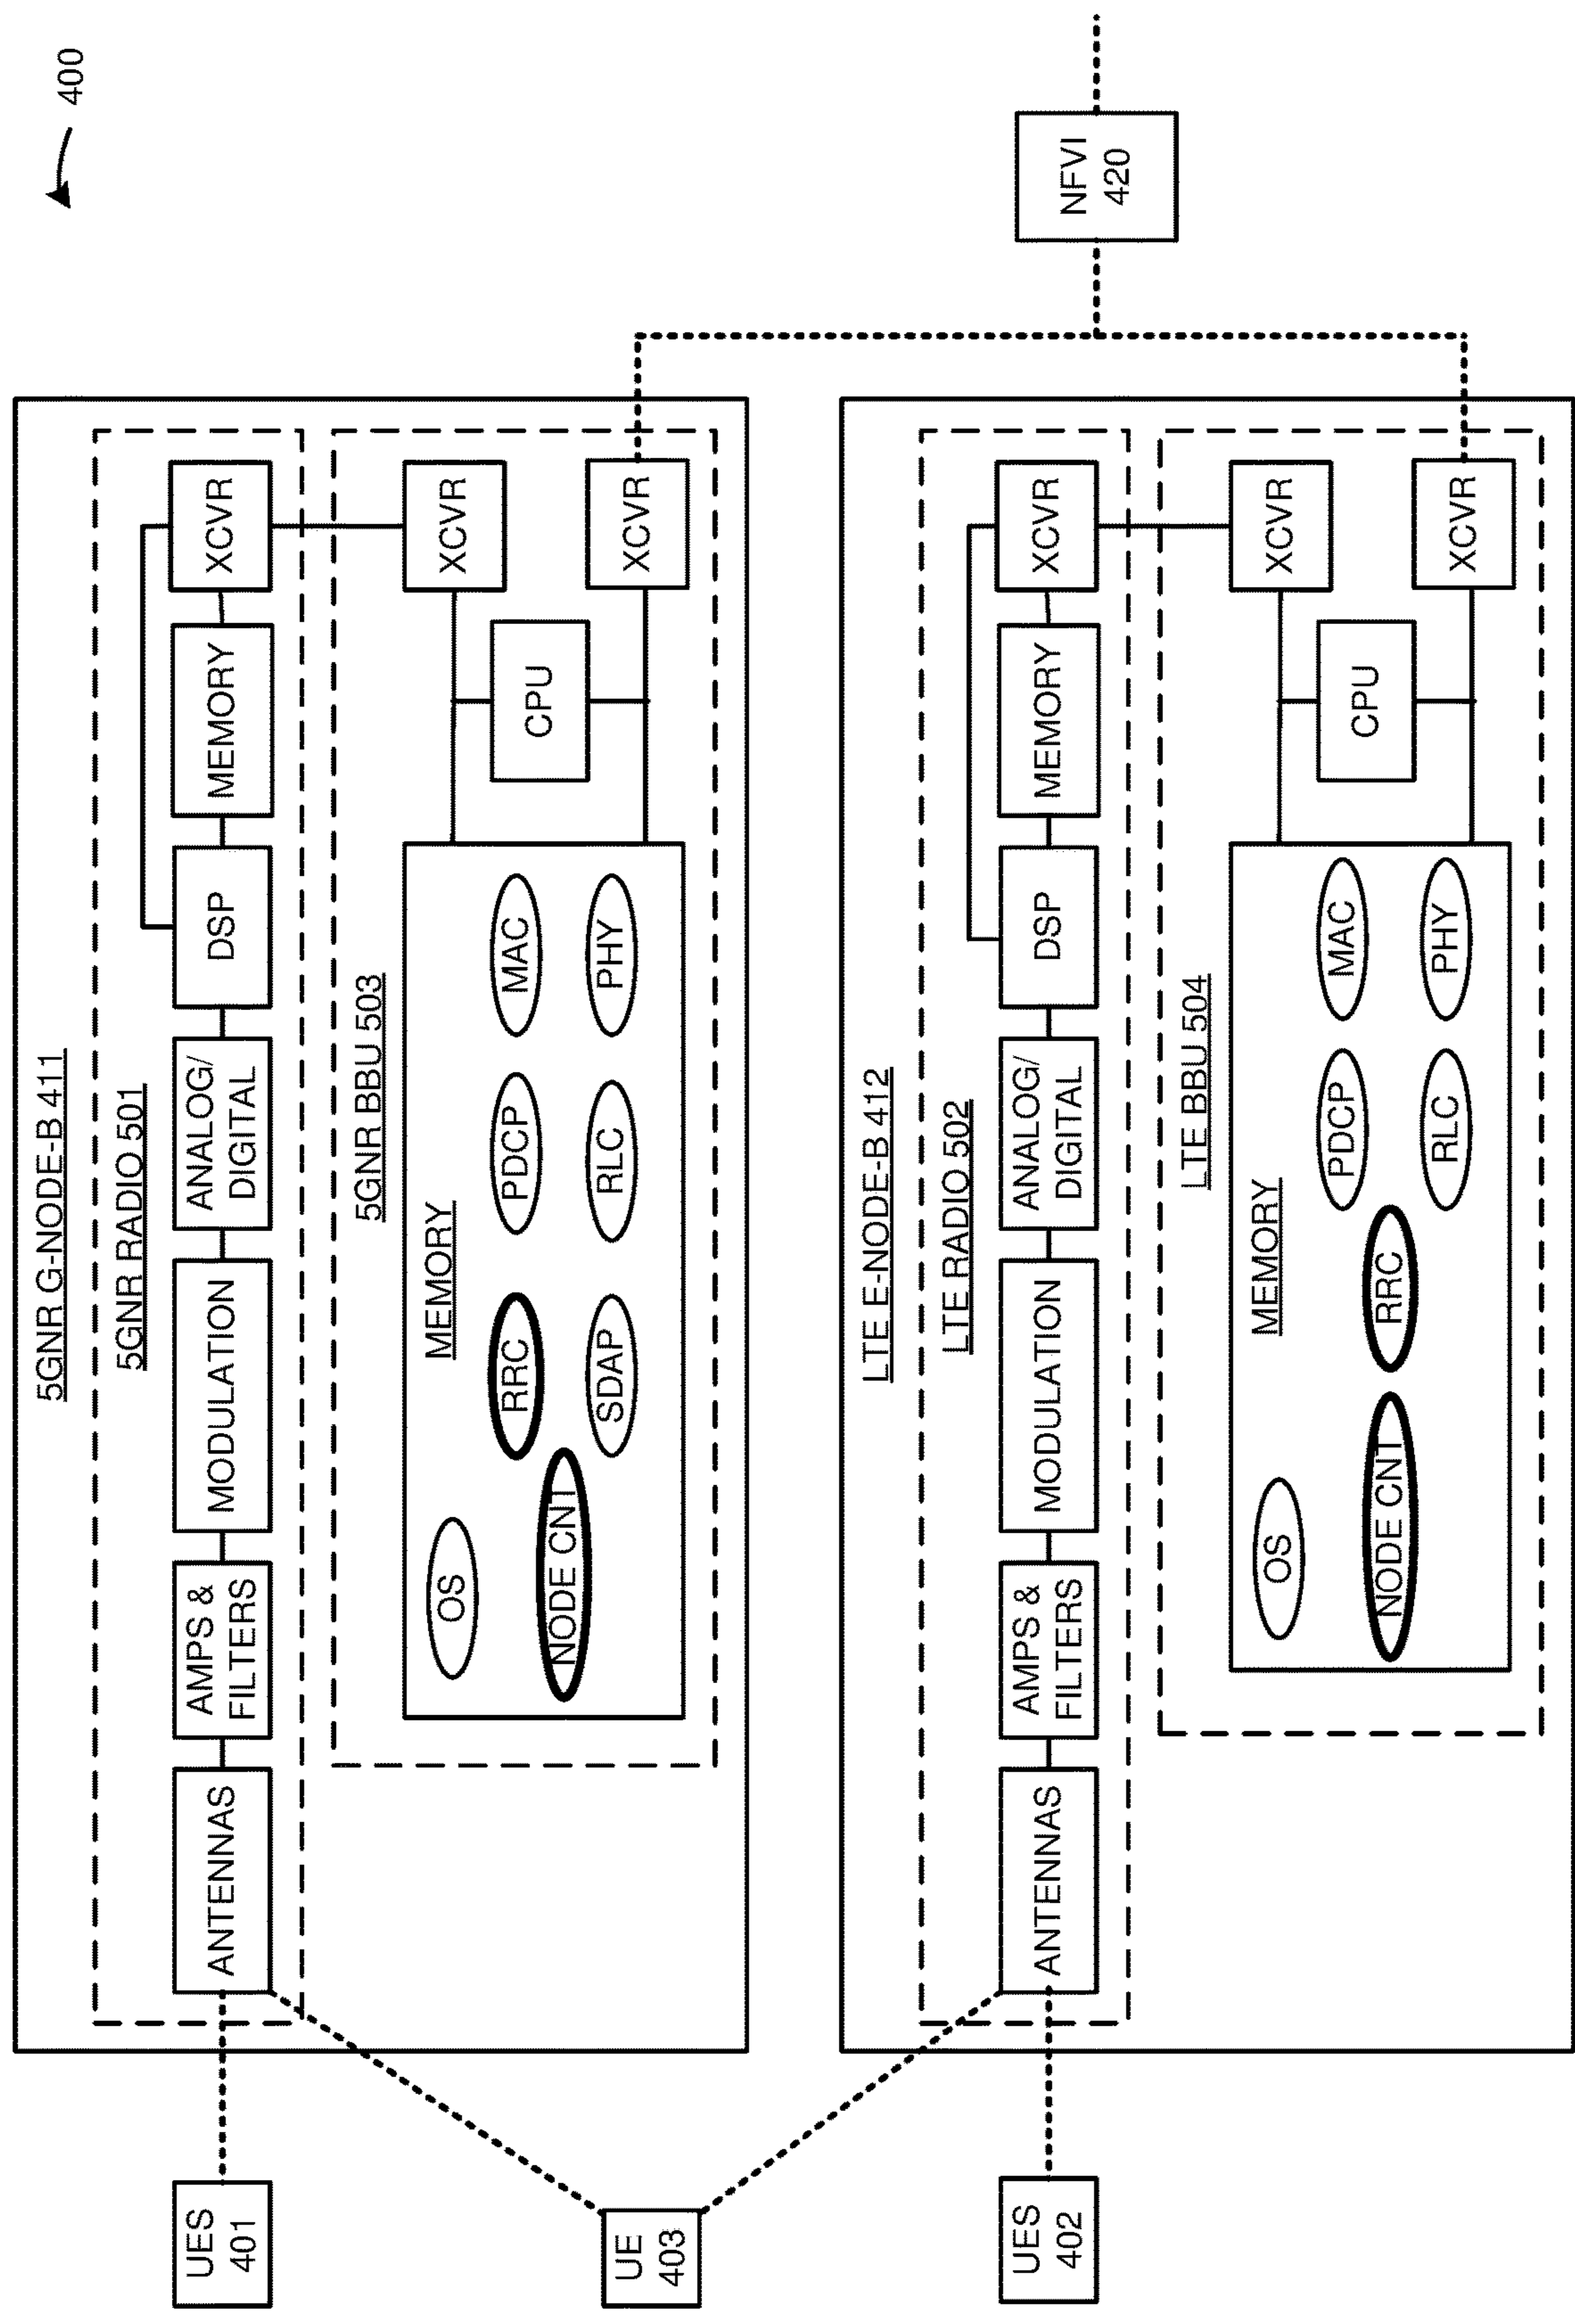 400
5GNR G-NODE-B 411
5GNR RADIO 501
ANTENNAS
AMPS &
FILTERS
MODULATION
ANALOG/
DIGITAL
DSP
MEMORY
XCVR
5GNR BBU 503
MEMORY
OS
NODE CNT
RRC
SDAP
PDCP
RLC
MAC
PHY
CPU
XCVR
XCVR
UES
401
UE
403
UES
402
NFVI
420
LTE E-NODE-B 412
LTE RADIO 502
ANTENNAS
AMPS &
FILTERS
MODULATION
ANALOG/
DIGITAL
DSP
MEMORY
XCVR
LTE BBU 504
MEMORY
OS
NODE CNT
RRC
PDCP
RLC
MAC
PHY
CPU
XCVR
XCVR